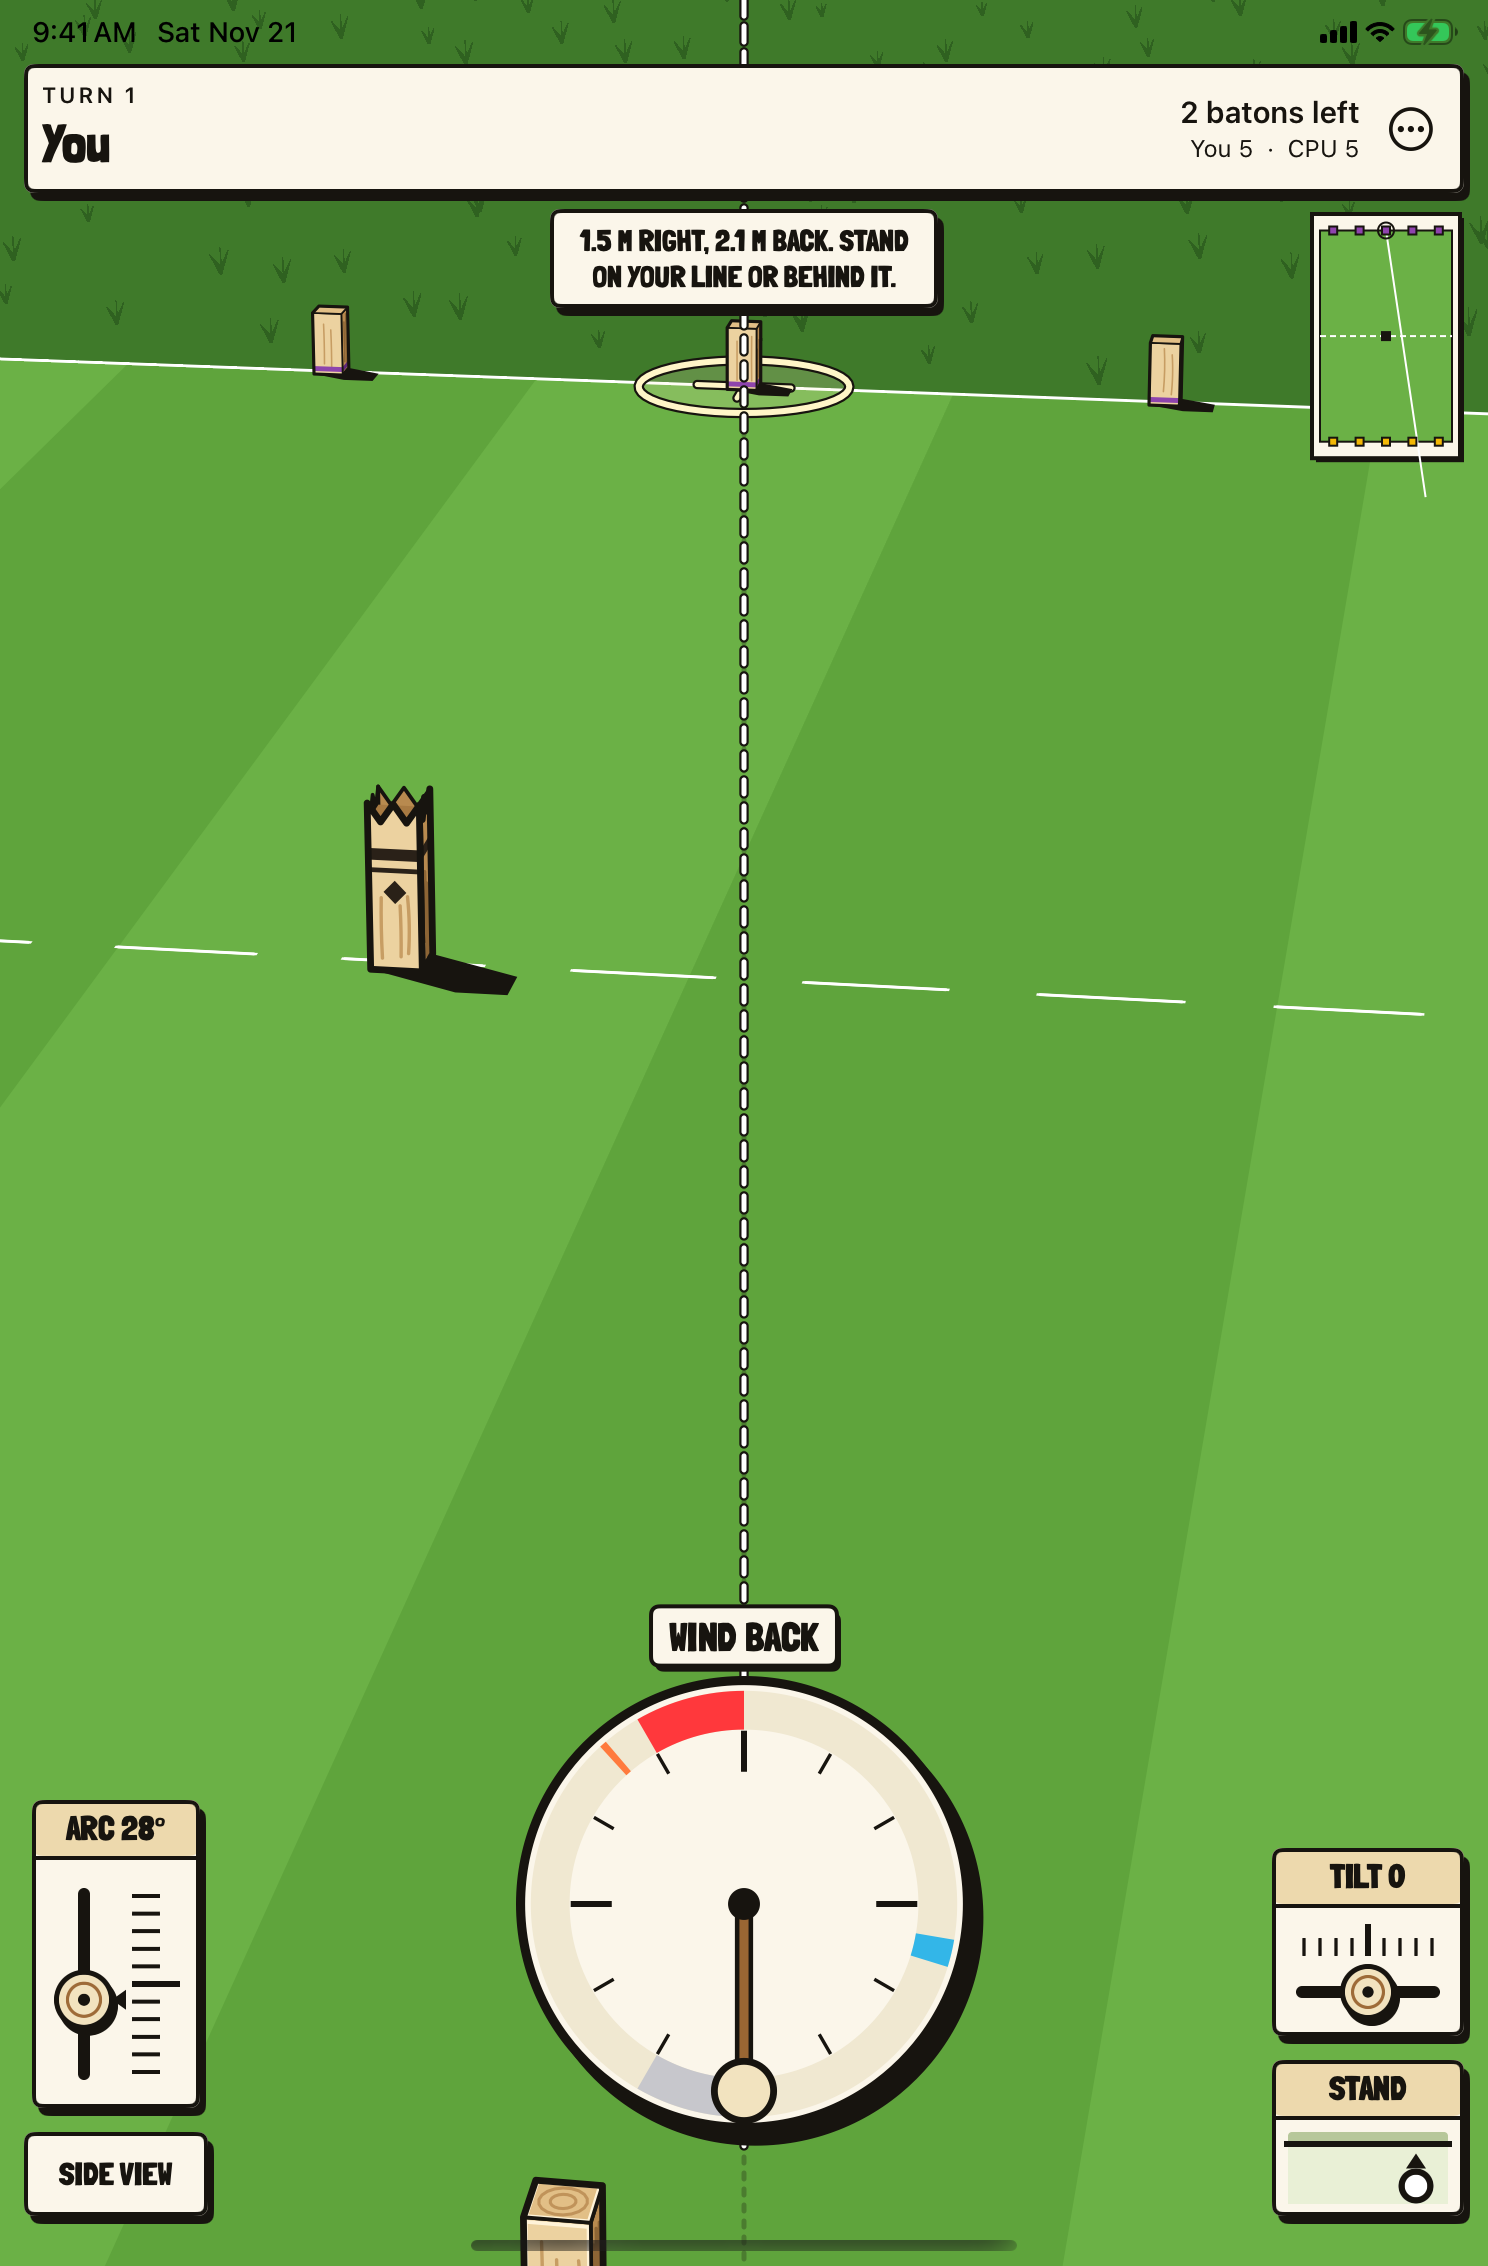 9:41 AM Sat Nov 21
TURN 1
You
2 batons left
You 5 · CPU 5
1.5 M RIGHT, 2.1 M BACK. STAND
ON YOUR LINE OR BEHIND IT.
WIND BACK
ARC 28°
TILT 0
STAND
SIDE VIEW